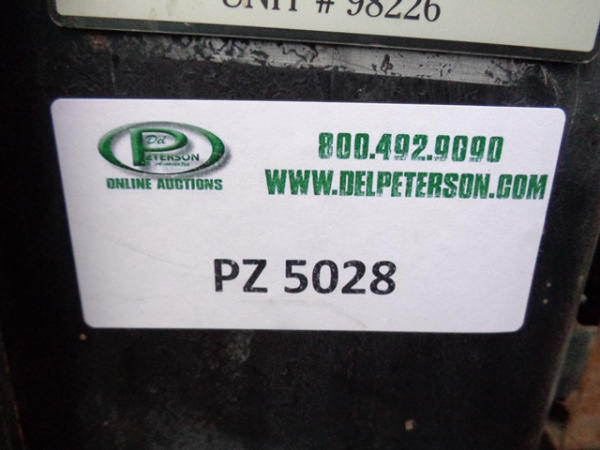 UNIT # 98226
Del
PETERSON
ONLINE AUCTIONS
800.492.9090
WWW.DELPETERSON.COM
PZ 5028